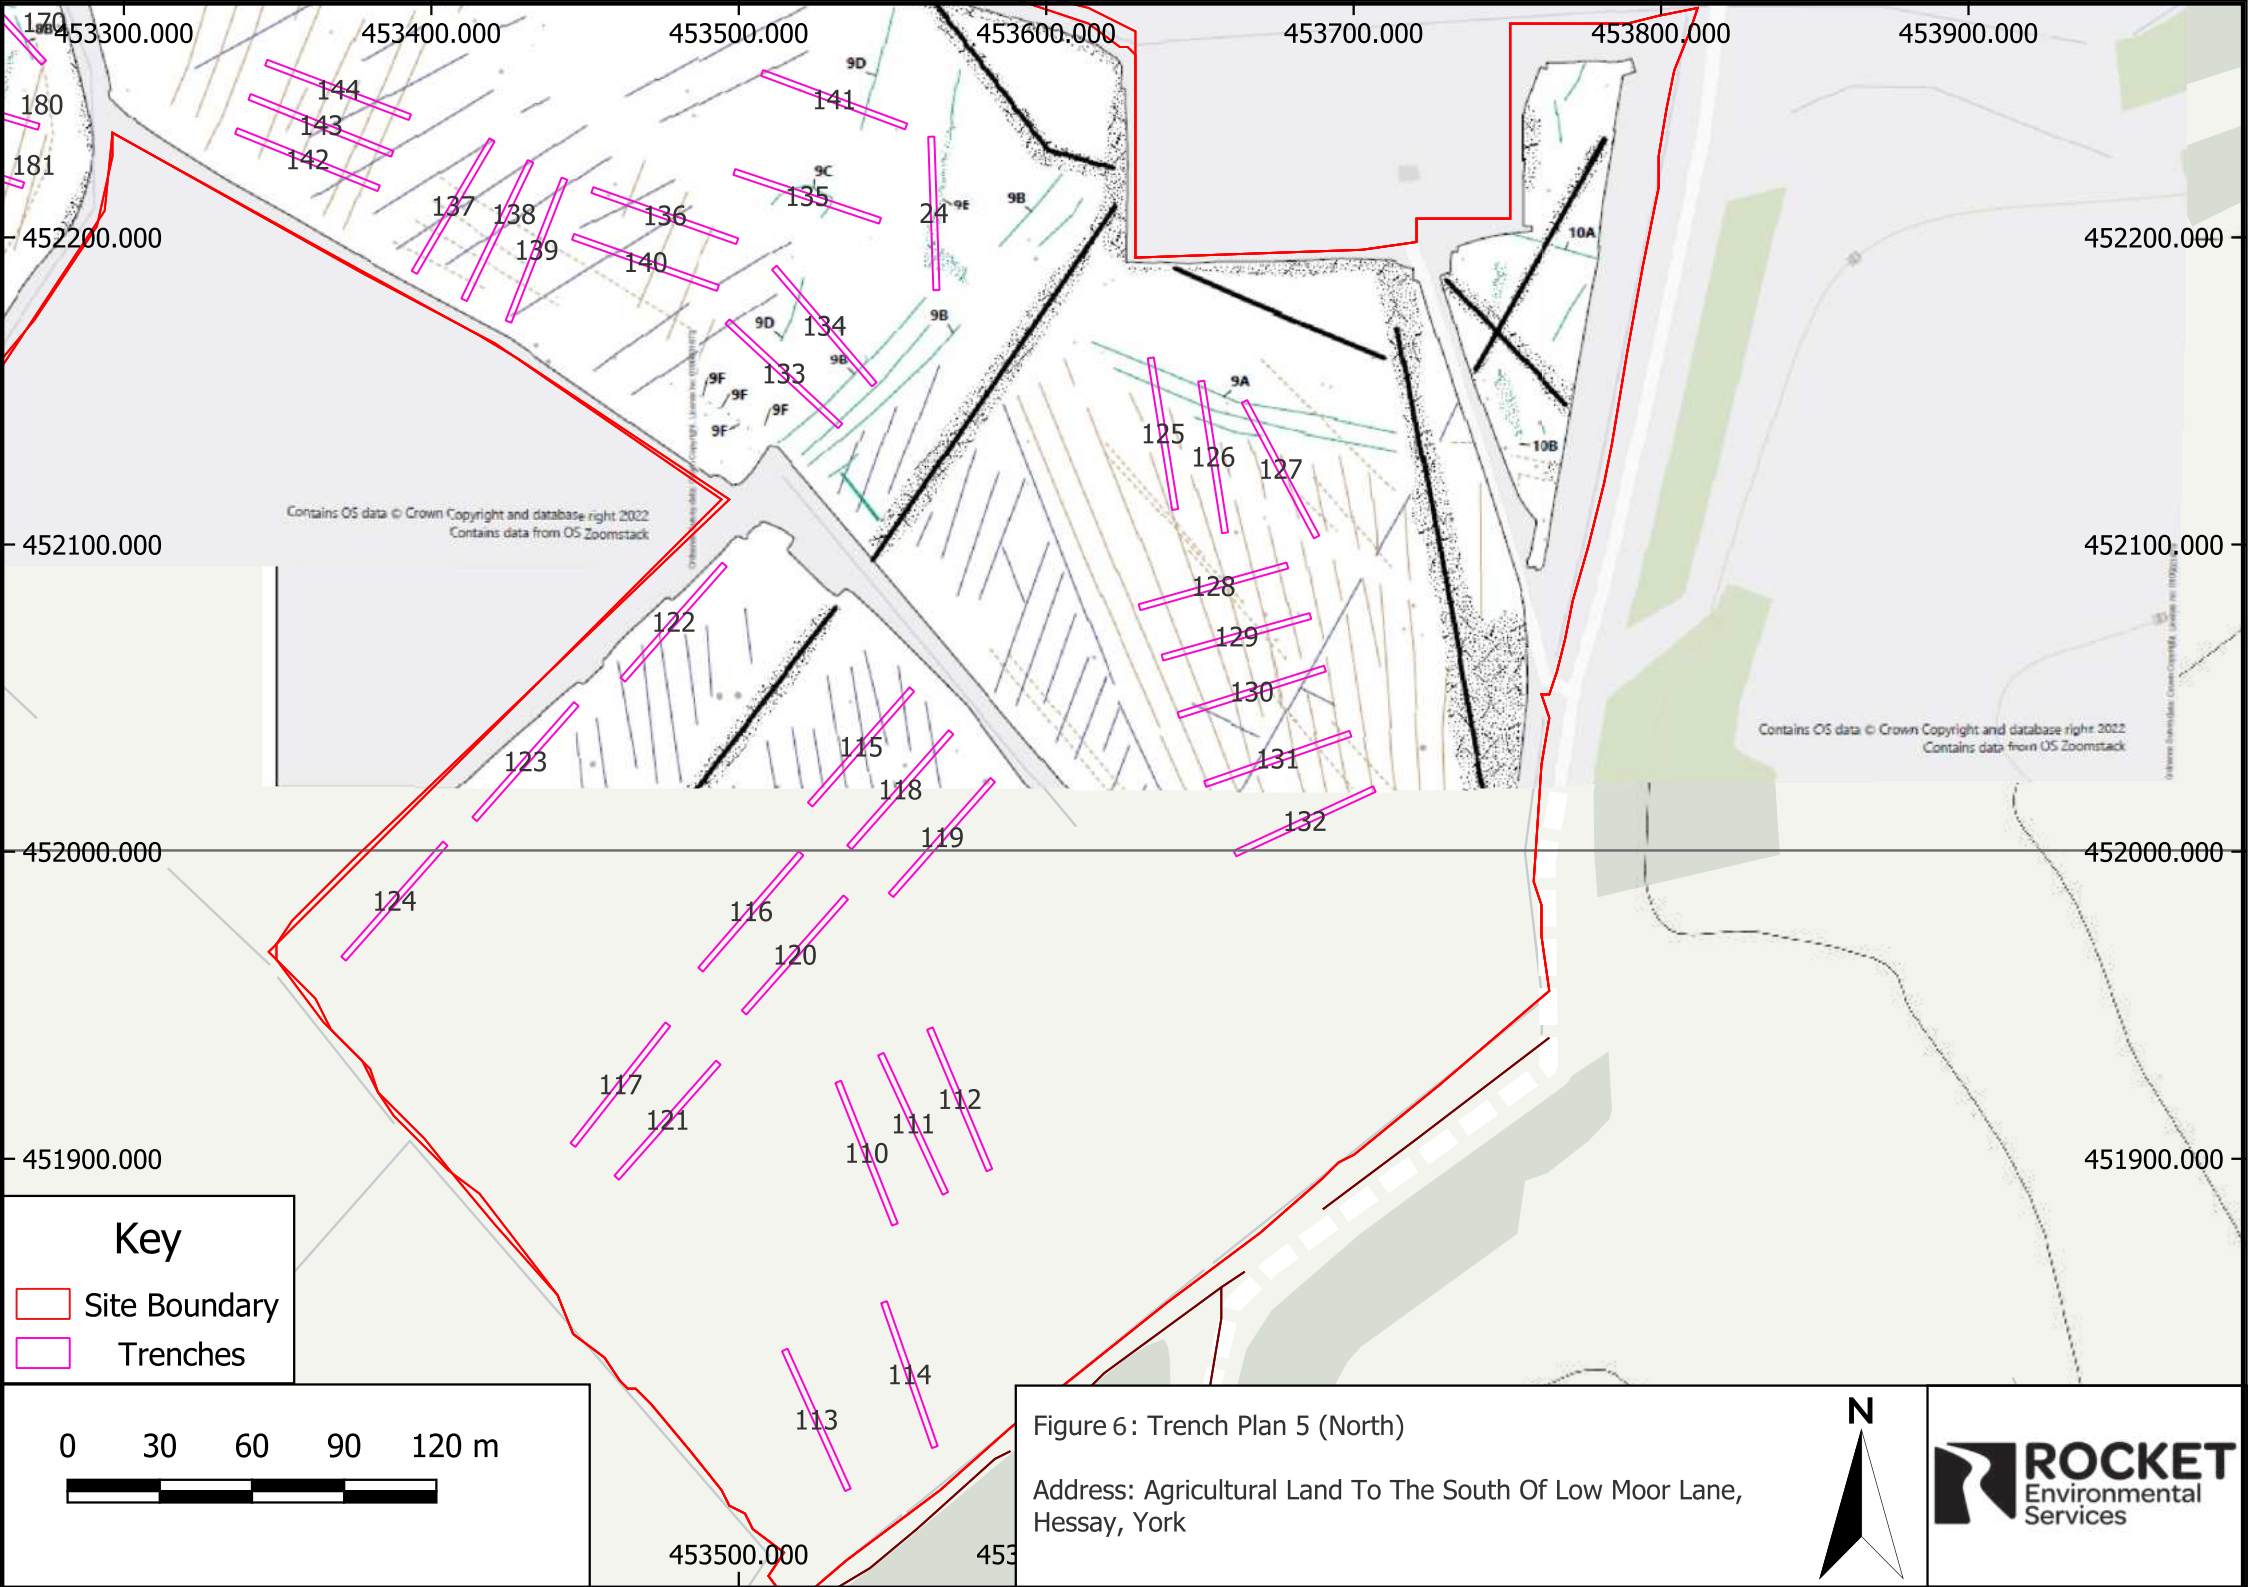 170
453300.000
453400.000
453500.000
453600.000
453700.000
453800.000
453900.000
9D
144
141
180
143
142
181
9C
135
9E
9B
137
138
136
24
10A
452200.000
139
140
452200.000
9D
134
9B
9B
133
9F
9F
9F
9F
9A
125
126
127
10B
Contains OS data © Crown Copyright and database right 2022
Contains data from OS Zoomstack
452100.000
452100.000
128
122
129
130
123
115
131
118
132
119
Contains OS data © Crown Copyright and database right 2022
Contains data from OS Zoomstack
452000.000
452000.000
124
116
120
117
121
112
111
110
451900.000
451900.000
Key
Site Boundary
Trenches
114
113
0 30 60 90 120 m
453500.000
453
Figure 6: Trench Plan 5 (North)
Address: Agricultural Land To The South Of Low Moor Lane,
Hessay, York
N
ROCKET
Environmental
Services